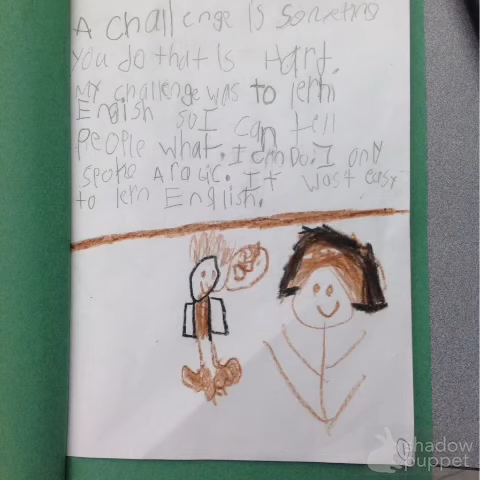 A challenge is something
you do that is Hard.
My challenge was to lern
English so I can tell
People what. I can Do. I only
spoke Arabic. It wast easy
to lern English.
shadow
puppet